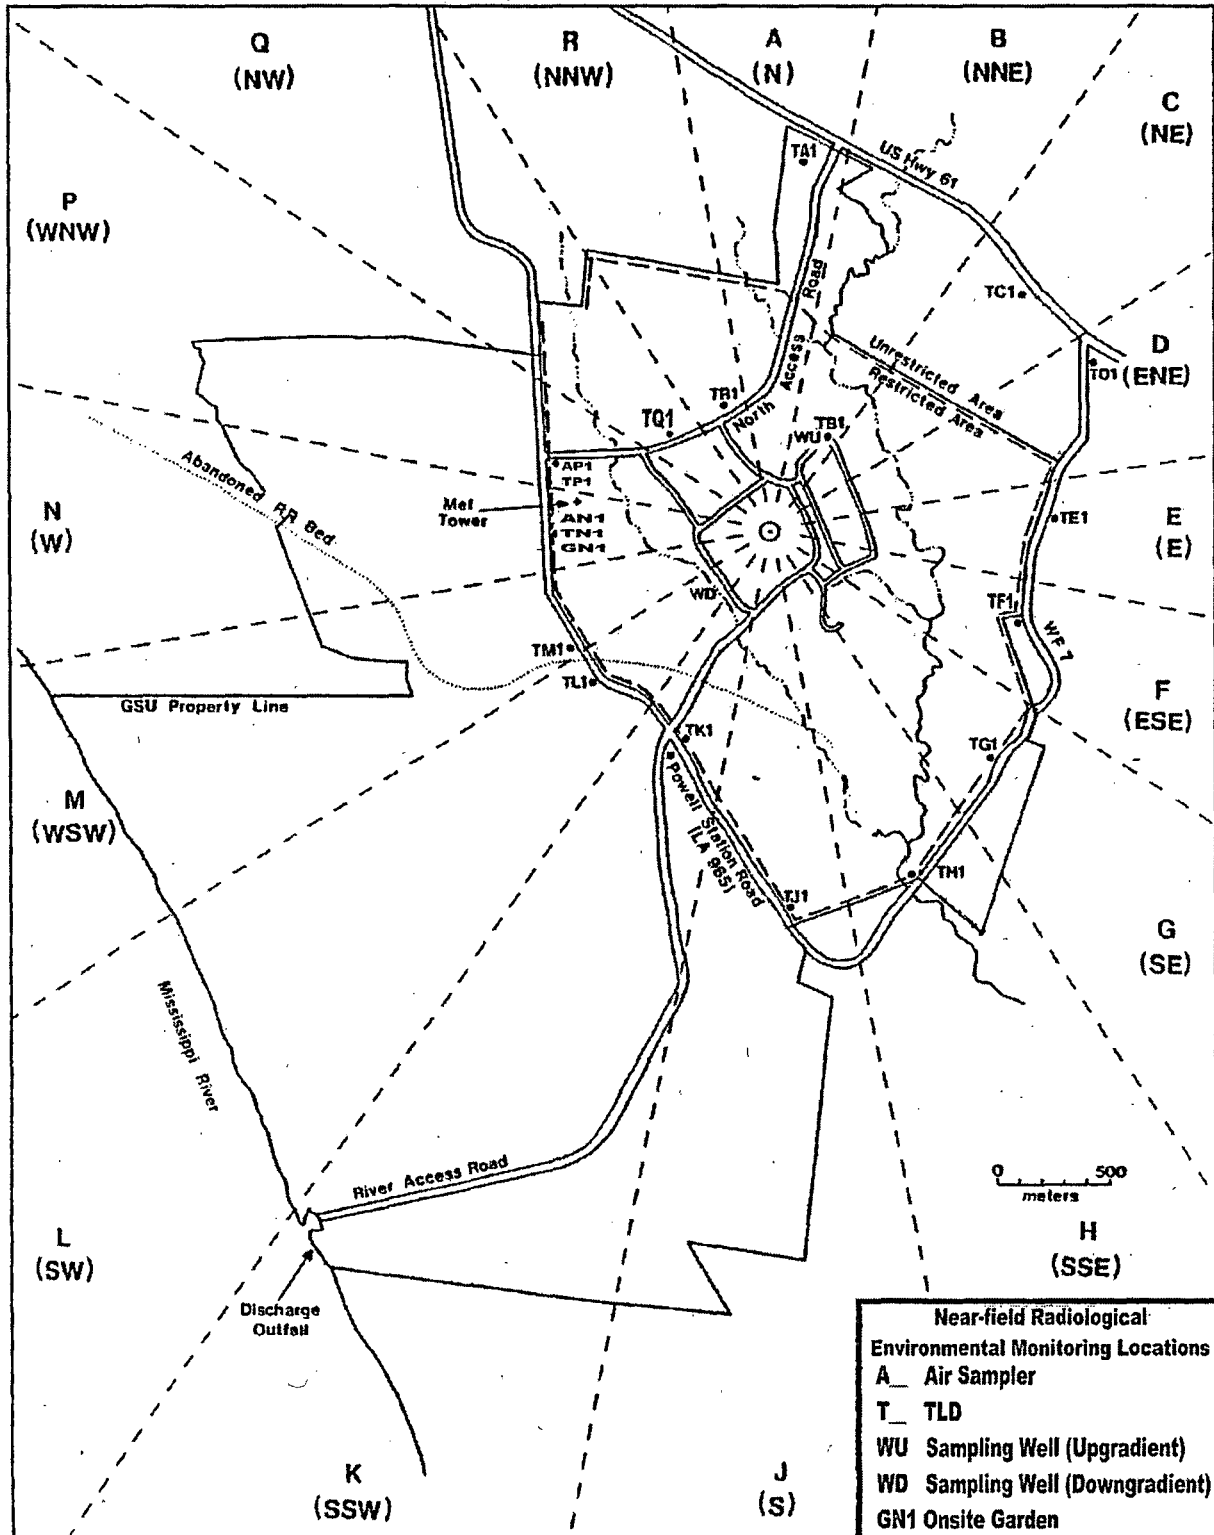 Q
(NW)
R
(NNW)
A
(N)
B
(NNE)
C
(NE)
P
(WNW)
US Hwy 61
TA1
North Access Road
TC1
Unrestricted Area
Restricted Area
D
(ENE)
TD1
TR1
TQ1
TB1
WU
AP1
TP1
Met
Tower
AN1
TN1
GN1
Abandoned R.R. Bed
N
(W)
E
(E)
TE1
WD
TF1
WF 7
TM1
TL1
GSU Property Line
F
(ESE)
TK1
TG1
Powell Station Road
(LA 965)
M
(WSW)
TH1
TJ1
G
(SE)
Mississippi River
River Access Road
0 500
meters
L
(SW)
H
(SSE)
Discharge
Outfall
K
(SSW)
J
(S)
Near-field Radiological
Environmental Monitoring Locations
A_ Air Sampler
T_ TLD
WU Sampling Well (Upgradient)
WD Sampling Well (Downgradient)
GN1 Onsite Garden